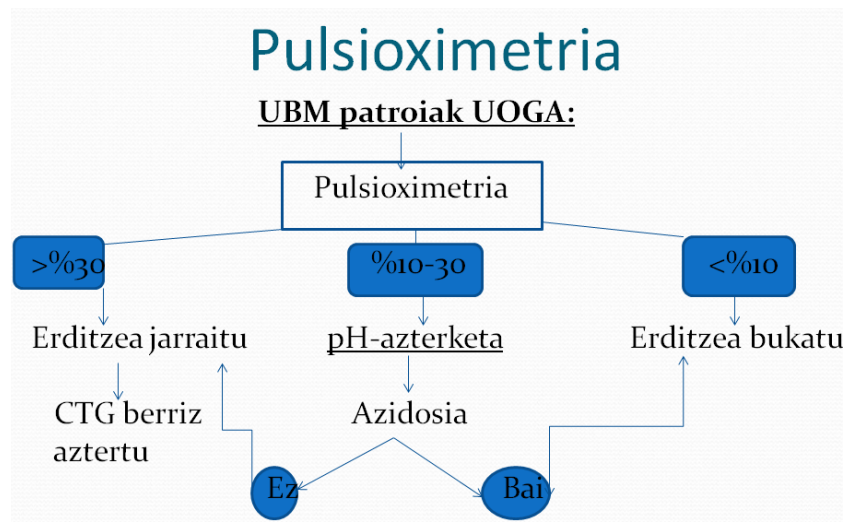 Pulsioximetria
UBM patroiak UOGA:
Pulsioximetria
>%30
%10-30
<%10
Erditzea jarraitu
pH-azterketa
Erditzea bukatu
CTG berriz
aztertu
Azidosia
Ez
Bai